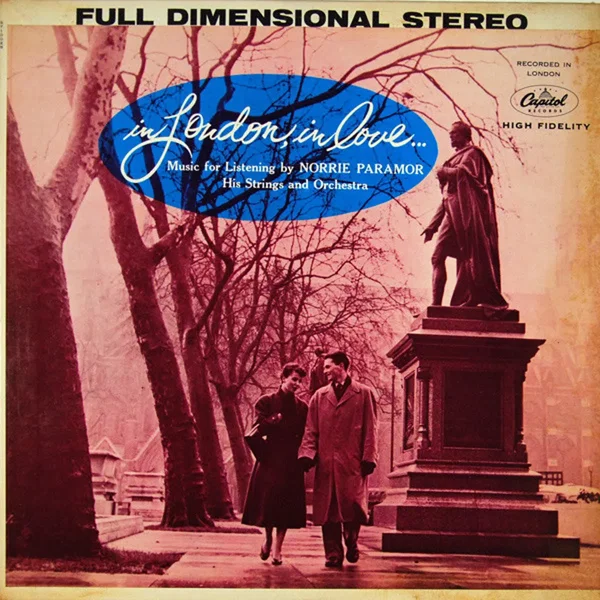 FULL DIMENSIONAL STEREO
RECORDED IN
LONDON
Capitol
RECORDS
HIGH FIDELITY
in London, in love...
Music for Listening by NORRIE PARAMOR
His Strings and Orchestra